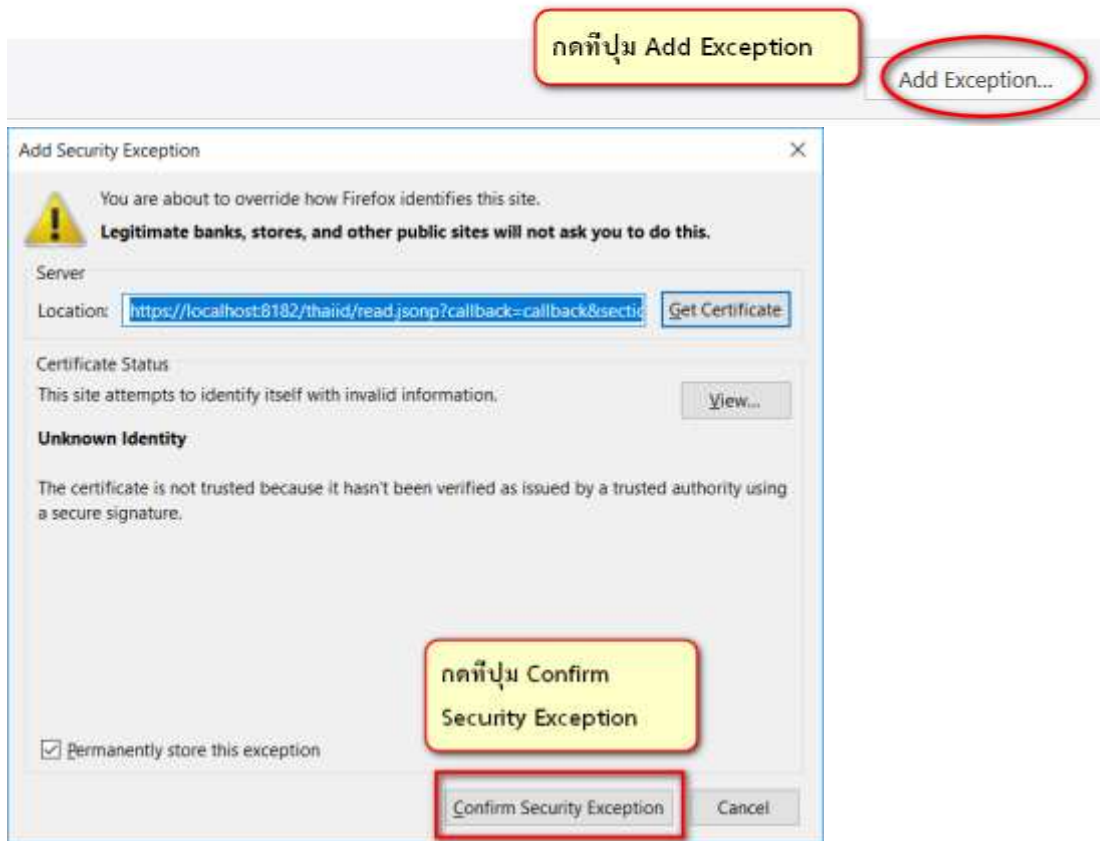 กดที่ปุ่ม Add Exception
Add Exception...
Add Security Exception
You are about to override how Firefox identifies this site.
Legitimate banks, stores, and other public sites will not ask you to do this.
Server
Location:
https://localhost:8182/thaiid/read.jsonp?callback=callback&sectic
Get Certificate
Certificate Status
This site attempts to identify itself with invalid information.
View...
Unknown Identity
The certificate is not trusted because it hasn't been verified as issued by a trusted authority using
a secure signature.
กดที่ปุ่ม Confirm
Security Exception
Permanently store this exception
Confirm Security Exception
Cancel